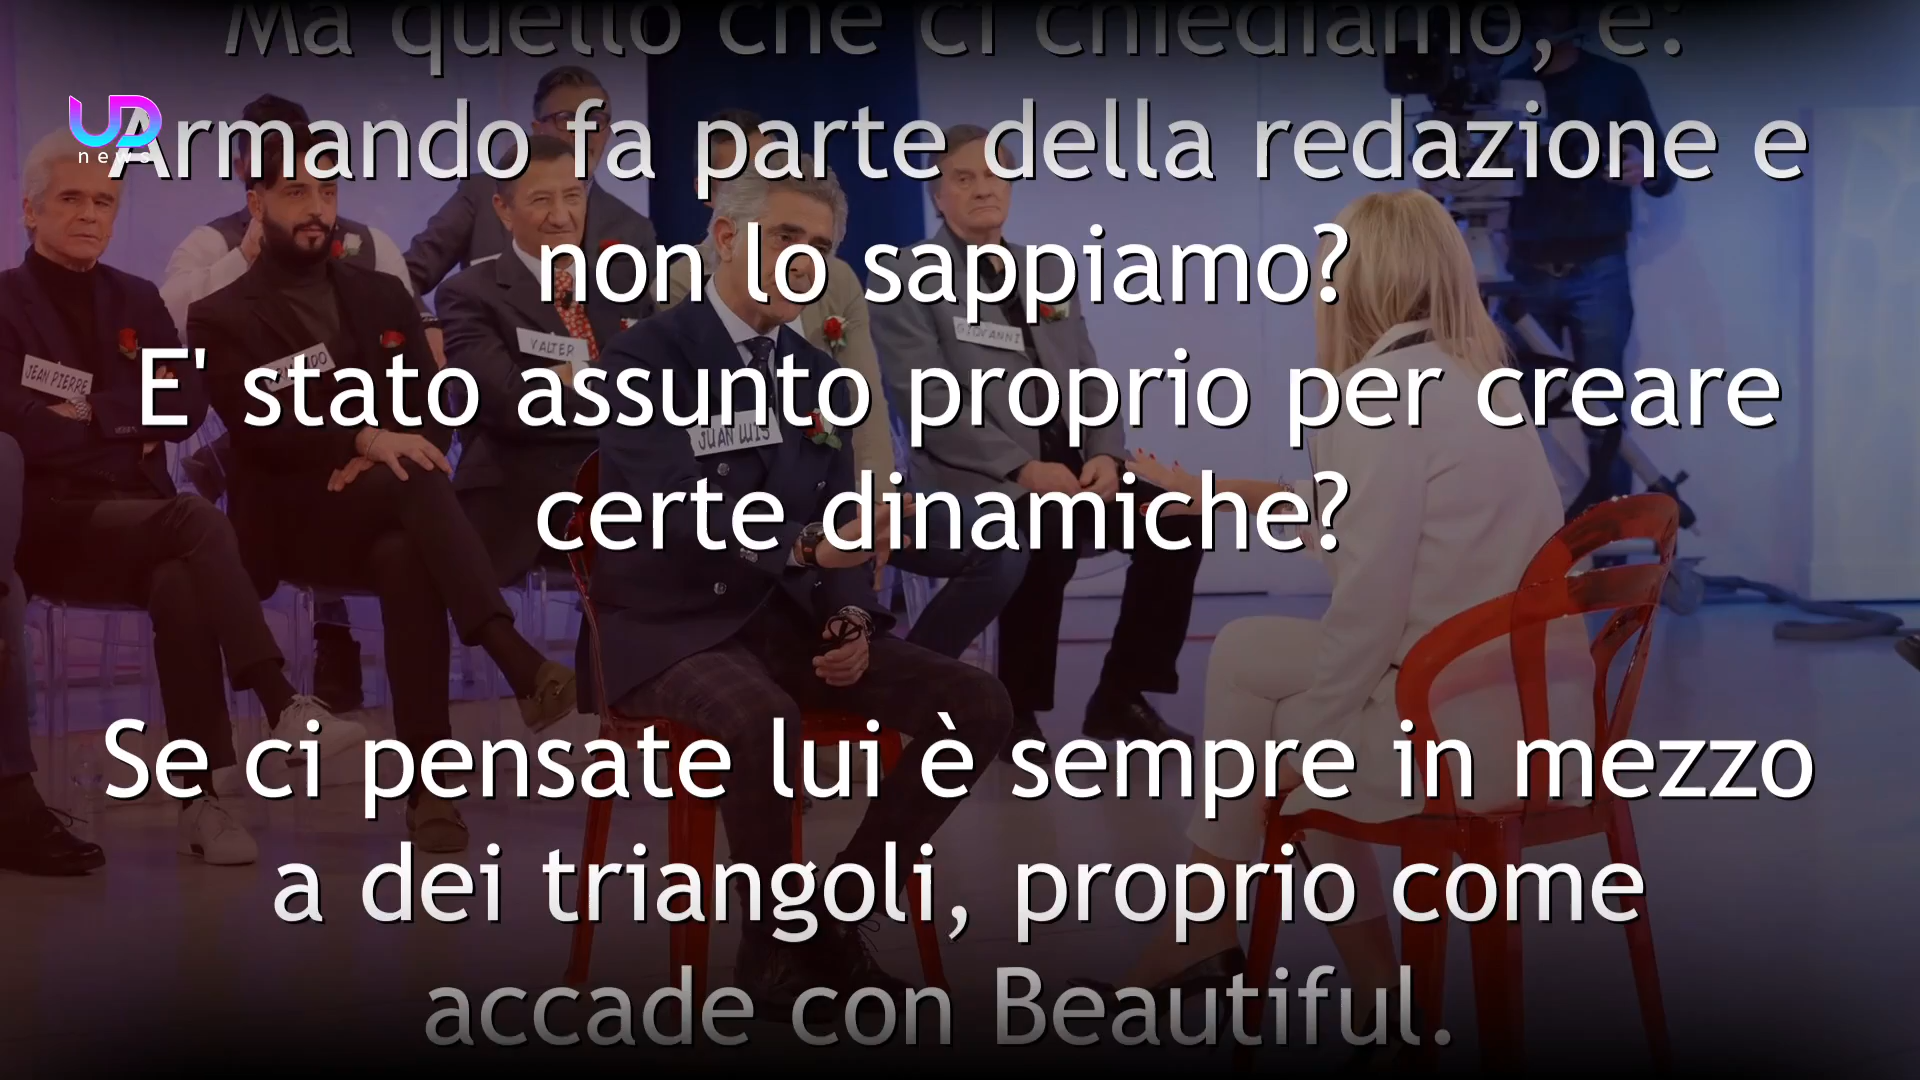 Ma quello che ci chiediamo, è:
UD
news
Armando fa parte della redazione e
non lo sappiamo?
E' stato assunto proprio per creare
certe dinamiche?
Se ci pensate lui è sempre in mezzo
a dei triangoli, proprio come
accade con Beautiful.
JEAN PIERRE
VALTER
JUAN LUIS
GIOVANNI